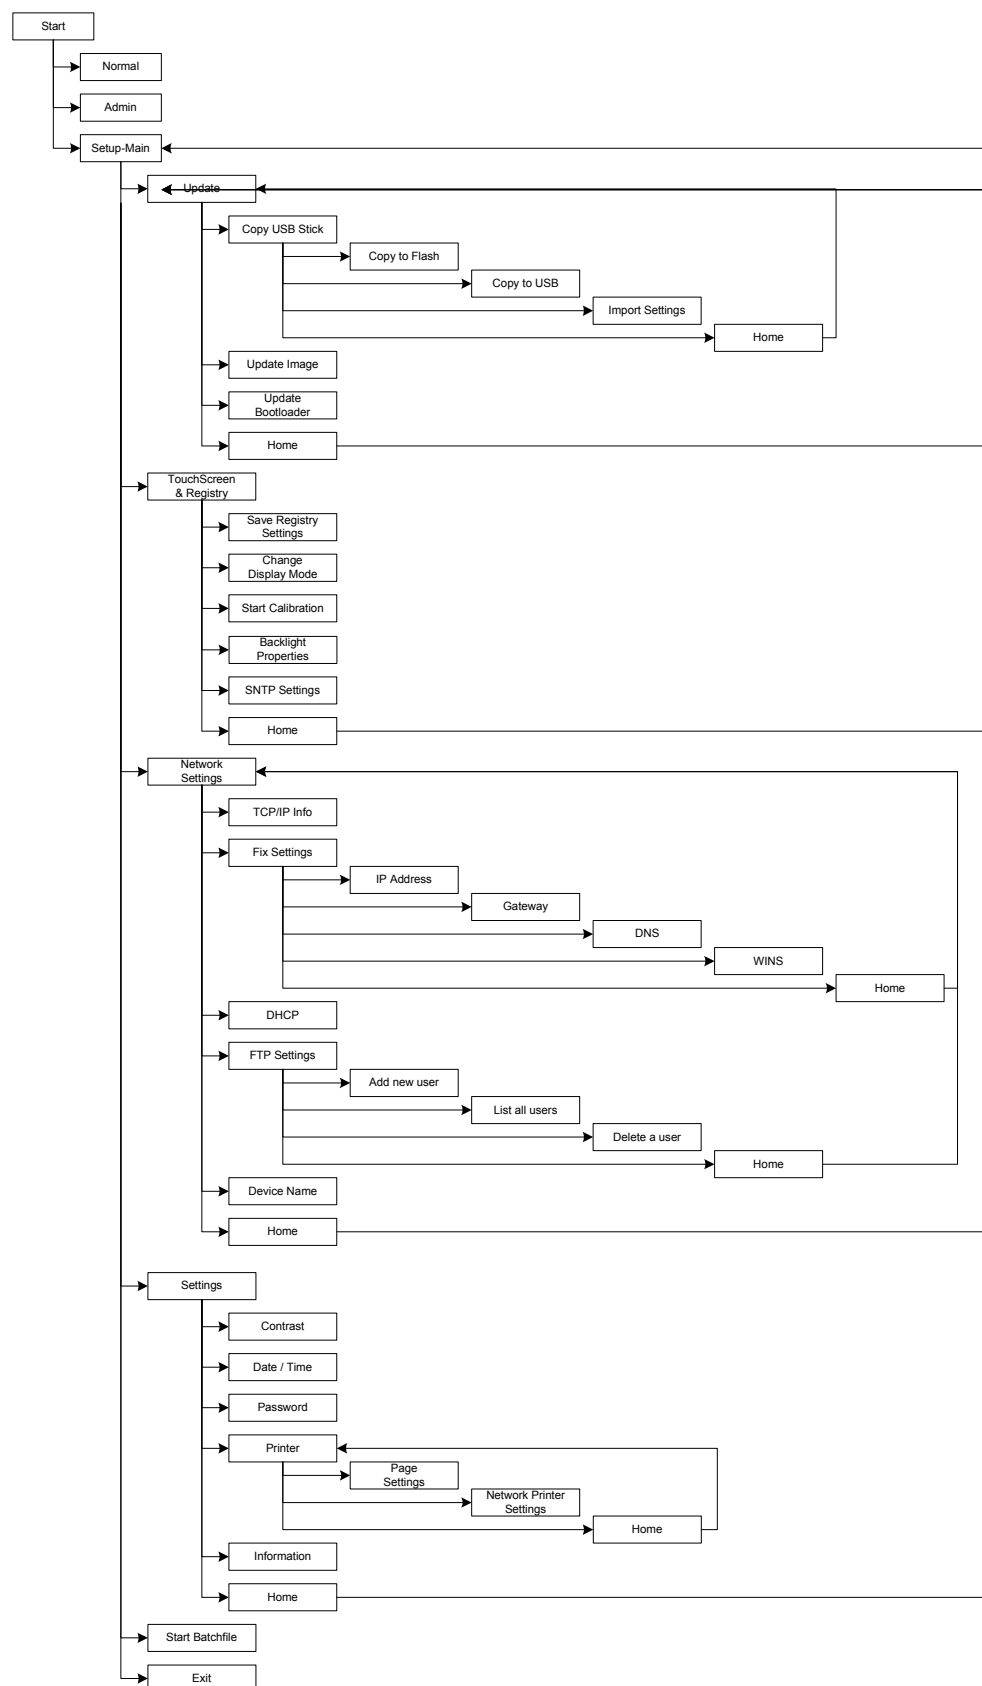 Start
Normal
Admin
Setup-Main
Update
Copy USB Stick
Copy to Flash
Copy to USB
Import Settings
Home
Update Image
Update
Bootloader
Home
TouchScreen
& Registry
Save Registry
Settings
Change
Display Mode
Start Calibration
Backlight
Properties
SNTP Settings
Home
Network
Settings
TCP/IP Info
Fix Settings
IP Address
Gateway
DNS
WINS
Home
DHCP
FTP Settings
Add new user
List all users
Delete a user
Home
Device Name
Home
Settings
Contrast
Date / Time
Password
Printer
Page
Settings
Network Printer
Settings
Home
Information
Home
Start Batchfile
Exit